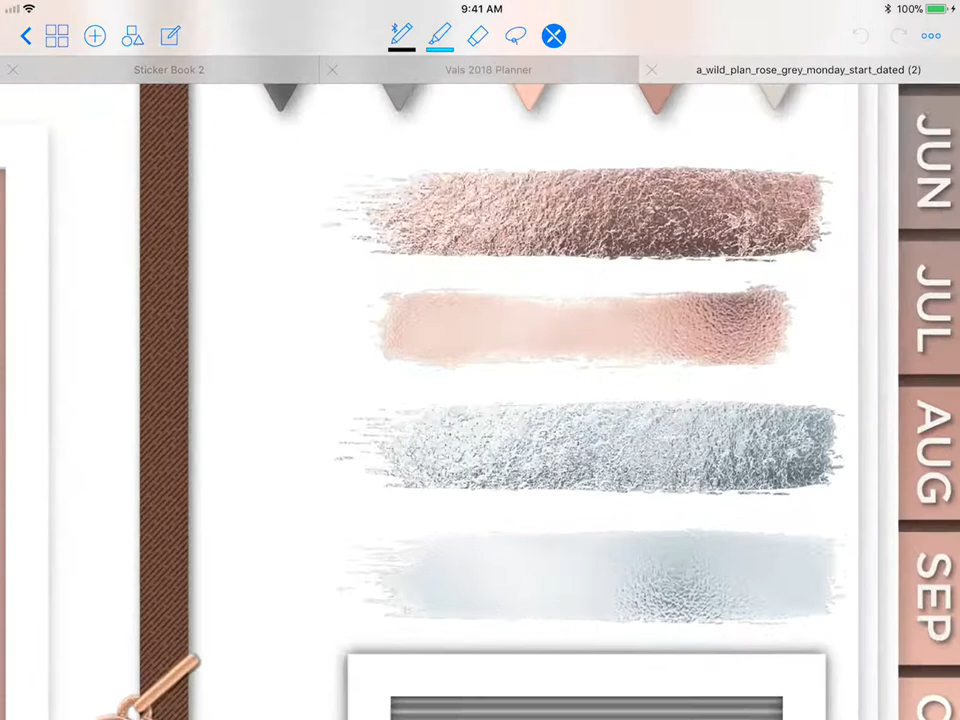 9:41 AM
100%
Sticker Book 2
Vals 2018 Planner
a_wild_plan_rose_grey_monday_start_dated (2)
JUN
JUL
AUG
SEP
O